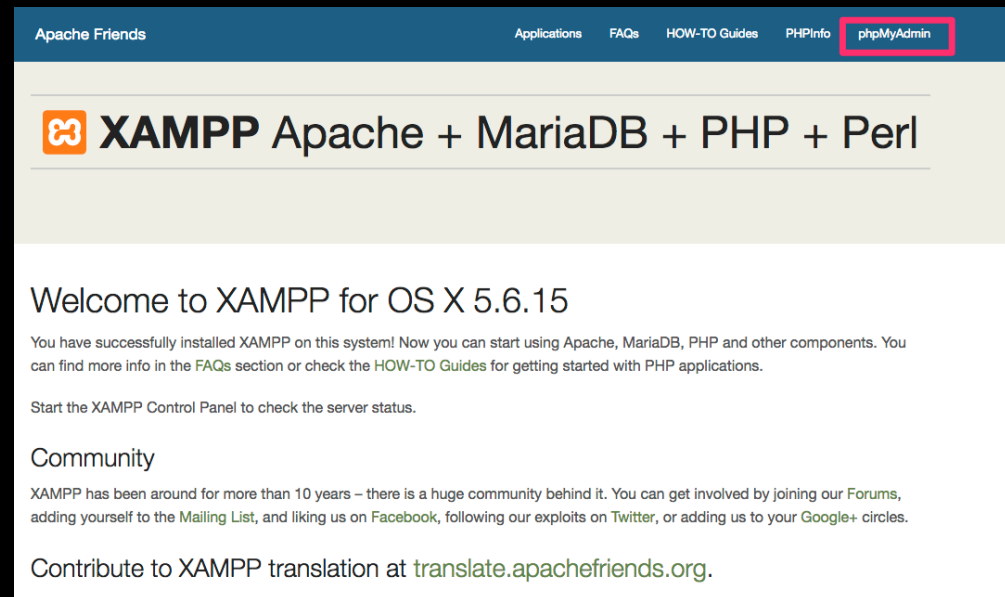 Apache Friends Applications FAQs HOW-TO Guides PHPInfo phpMyAdmin
XAMPP Apache + MariaDB + PHP + Perl
Welcome to XAMPP for OS X 5.6.15
You have successfully installed XAMPP on this system! Now you can start using Apache, MariaDB, PHP and other components. You
can find more info in the FAQs section or check the HOW-TO Guides for getting started with PHP applications.
Start the XAMPP Control Panel to check the server status.
Community
XAMPP has been around for more than 10 years – there is a huge community behind it. You can get involved by joining our Forums,
adding yourself to the Mailing List, and liking us on Facebook, following our exploits on Twitter, or adding us to your Google+ circles.
Contribute to XAMPP translation at translate.apachefriends.org.